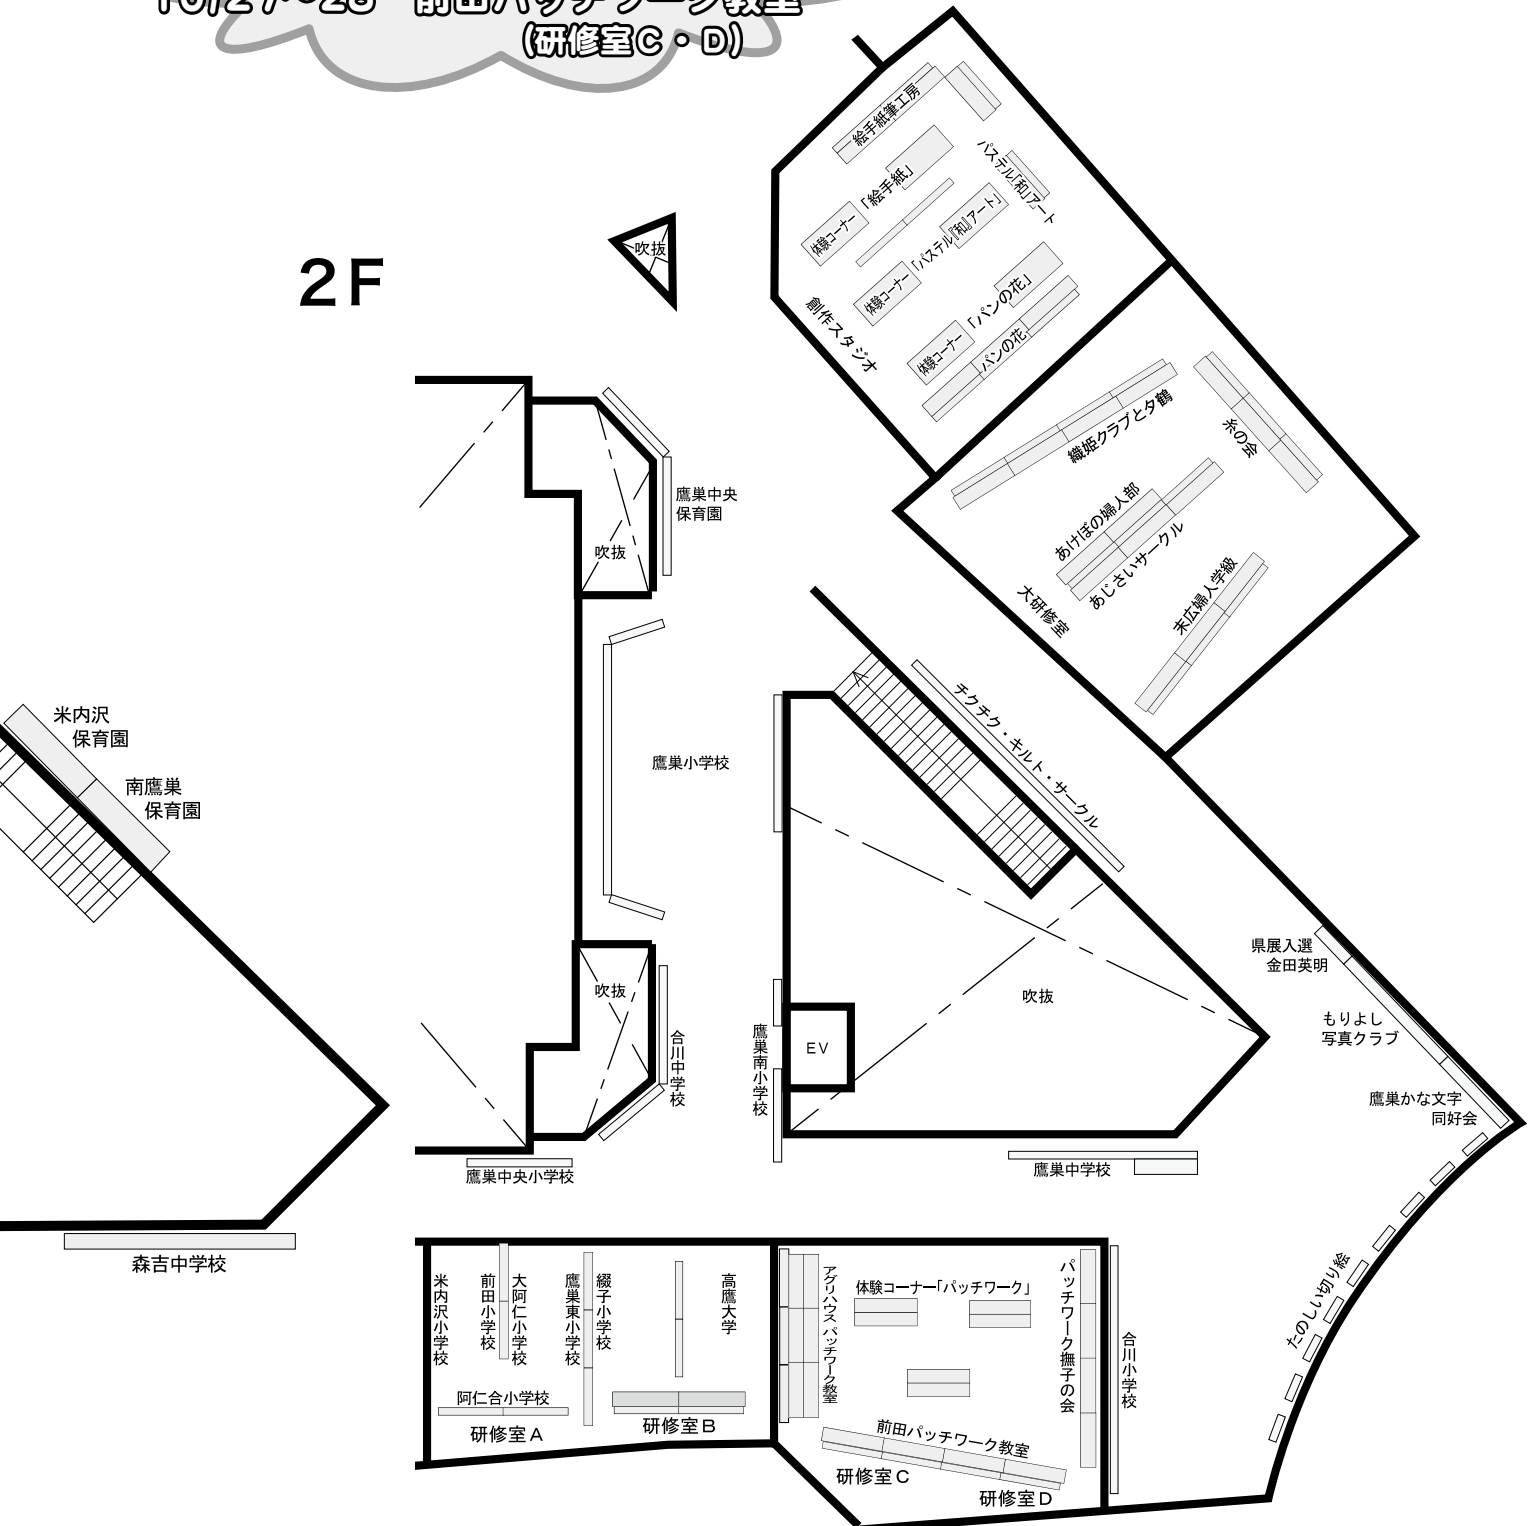 10/27〜28　前田パッチワーク教室
（研修室Ｃ・Ｄ）
２Ｆ
吹抜
絵手紙筆工房
「絵手紙」
体験コーナー
パステル「和」アート
「パステル『和』アート」
体験コーナー
「パンの花」
体験コーナー
パンの花
創作スタジオ
織姫クラブと夕鶴
糸の会
あけぼの婦人部
あじさいサークル
末広婦人学級
大研修室
鷹巣中央
保育園
吹抜
鷹巣小学校
チクチク・キルト・サークル
米内沢
保育園
南鷹巣
保育園
県展入選
金田英明
もりよし
写真クラブ
鷹巣かな文字
同好会
吹抜
吹抜
ＥＶ
合川中学校
鷹巣南小学校
鷹巣中央小学校
鷹巣中学校
森吉中学校
たのしい切り絵
米内沢小学校
前田小学校
大阿仁小学校
鷹巣東小学校
綴子小学校
高鷹大学
阿仁合小学校
研修室Ａ
研修室Ｂ
アグリハウス パッチワーク教室
体験コーナー「パッチワーク」
パッチワーク撫子の会
合川小学校
前田パッチワーク教室
研修室Ｃ
研修室Ｄ